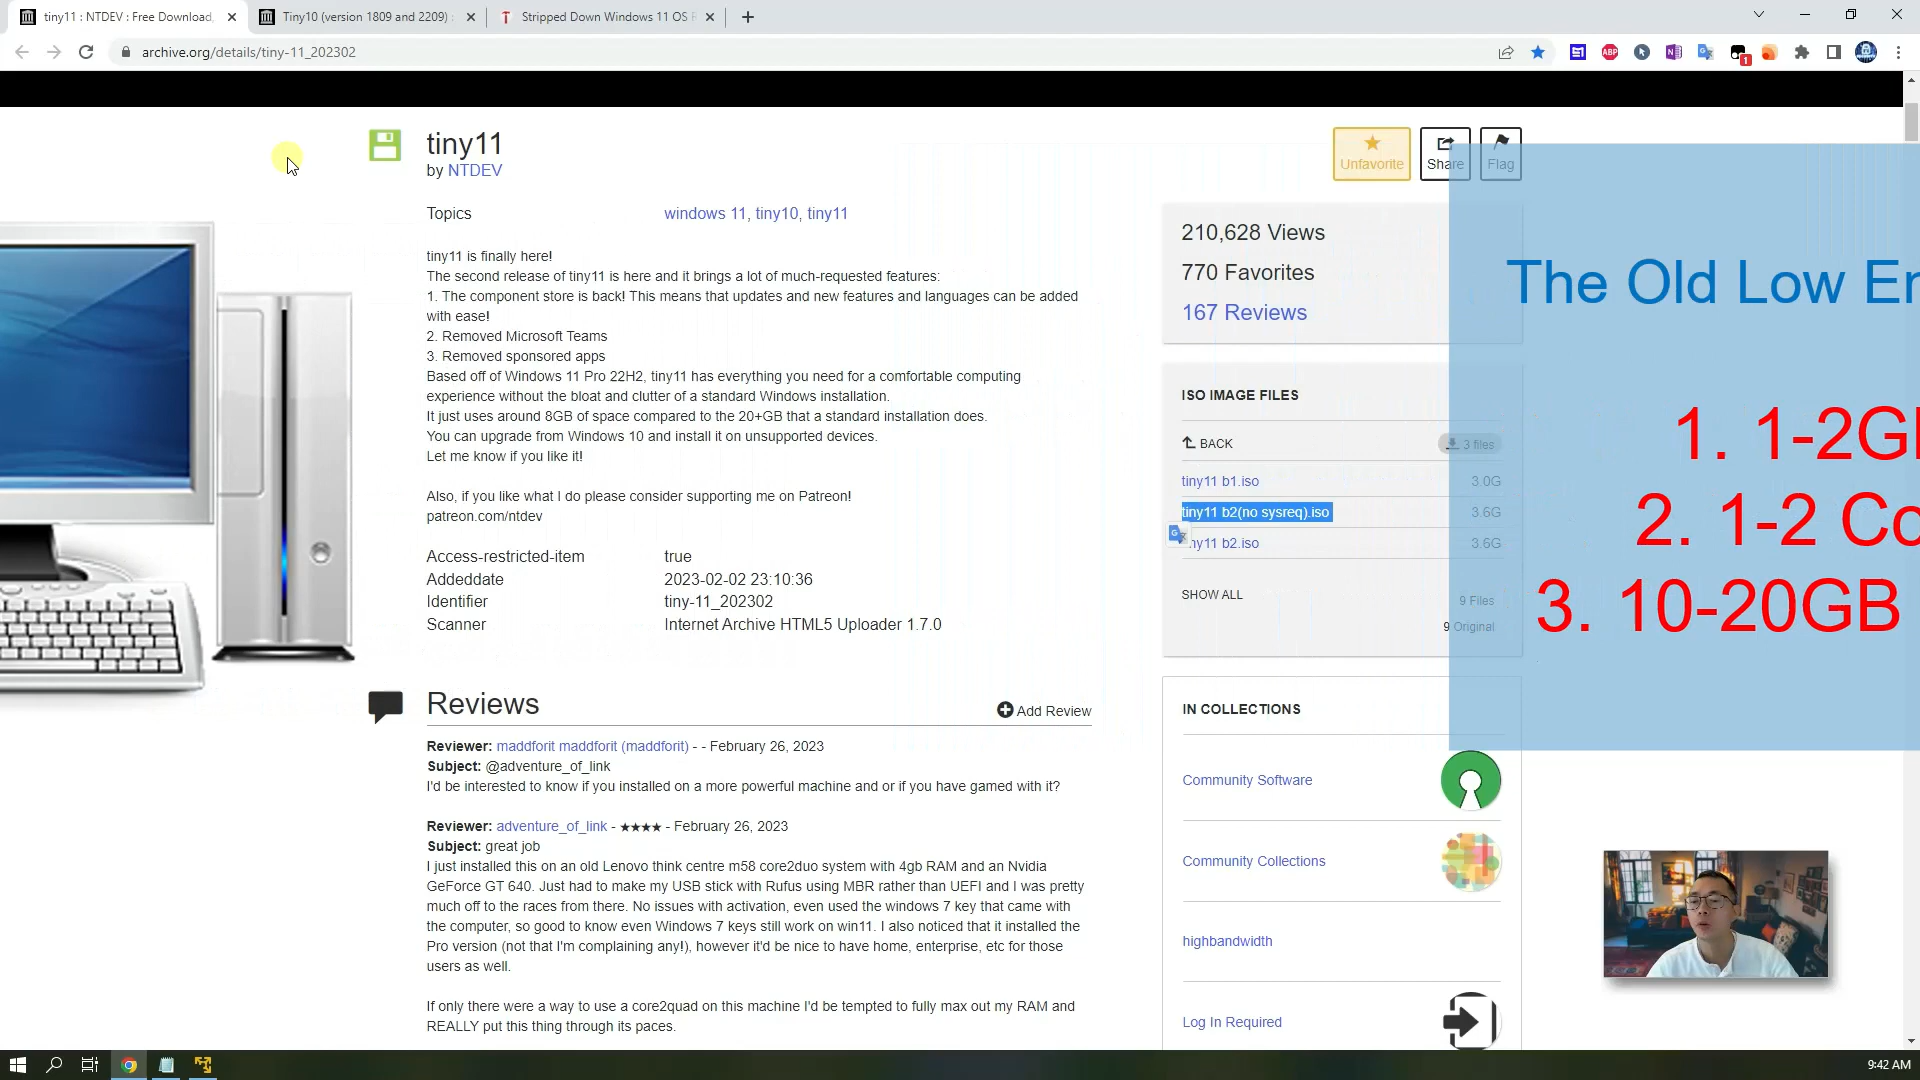 tiny11 : NTDEV : Free Download,
Tiny10 (version 1809 and 2209) :
Stripped Down Windows 11 OS
archive.org/details/tiny-11_202302
ABP
1
tiny11
by NTDEV
Unfavorite
Share
Flag
Topics
windows 11, tiny10, tiny11
tiny11 is finally here!
The second release of tiny11 is here and it brings a lot of much-requested features:
1. The component store is back! This means that updates and new features and languages can be added
with ease!
2. Removed Microsoft Teams
3. Removed sponsored apps
Based off of Windows 11 Pro 22H2, tiny11 has everything you need for a comfortable computing
experience without the bloat and clutter of a standard Windows installation.
It just uses around 8GB of space compared to the 20+GB that a standard installation does.
You can upgrade from Windows 10 and install it on unsupported devices.
Let me know if you like it!
Also, if you like what I do please consider supporting me on Patreon!
patreon.com/ntdev
Access-restricted-item
true
Addeddate
2023-02-02 23:10:36
Identifier
tiny-11_202302
Scanner
Internet Archive HTML5 Uploader 1.7.0
210,628 Views
770 Favorites
167 Reviews
ISO IMAGE FILES
BACK
3 files
tiny11 b1.iso
3.0G
tiny11 b2(no sysreq).iso
3.6G
ny11 b2.iso
3.6G
SHOW ALL
9 Files
9 Original
The Old Low
1. 1-2G
2. 1-2
3. 10-20GB
Reviews
Add Review
Reviewer: maddforit maddforit (maddforit) - - February 26, 2023
Subject: @adventure_of_link
I'd be interested to know if you installed on a more powerful machine and or if you have gamed with it?
Reviewer: adventure_of_link - ★★★★ - February 26, 2023
Subject: great job
I just installed this on an old Lenovo think centre m58 core2duo system with 4gb RAM and an Nvidia
GeForce GT 640. Just had to make my USB stick with Rufus using MBR rather than UEFI and I was pretty
much off to the races from there. No issues with activation, even used the windows 7 key that came with
the computer, so good to know even Windows 7 keys still work on win11. I also noticed that it installed the
Pro version (not that I'm complaining any!), however it'd be nice to have home, enterprise, etc for those
users as well.
If only there were a way to use a core2quad on this machine I'd be tempted to fully max out my RAM and
REALLY put this thing through its paces.
IN COLLECTIONS
Community Software
Community Collections
highbandwidth
Log In Required
9:42 AM